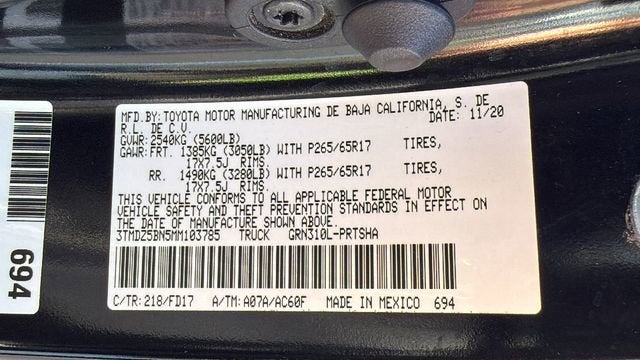 MFD.BY:TOYOTA MOTOR MANUFACTURING DE BAJA CALIFORNIA, S. DE
R.L. DE C.V. DATE: 11/20
GVWR:2540KG (5600LB)
GAWR:FRT. 1385KG (3050LB) WITH P265/65R17 TIRES,
17X7.5J RIMS.
RR. 1490KG (3280LB) WITH P265/65R17 TIRES,
17X7.5J RIMS.
THIS VEHICLE CONFORMS TO ALL APPLICABLE FEDERAL MOTOR
VEHICLE SAFETY AND THEFT PREVENTION STANDARDS IN EFFECT ON
THE DATE OF MANUFACTURE SHOWN ABOVE.
3TMDZ5BN5MM103785 TRUCK GRN310L-PRTSHA
C/TR:218/FD17 A/TM:A07A/AC60F MADE IN MEXICO 694
694